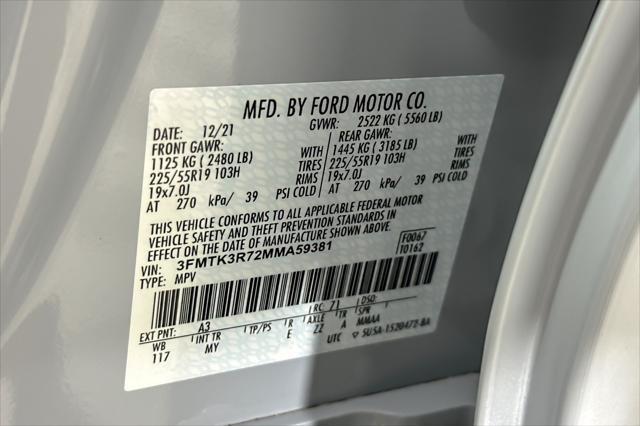 MFD. BY FORD MOTOR CO.
DATE: 12/21 GVWR: 2522 KG ( 5560 LB)
FRONT GAWR: REAR GAWR:
1125 KG ( 2480 LB) WITH 1445 KG ( 3185 LB) WITH
225/55R19 103H TIRES 225/55R19 103H TIRES
19x7.0J RIMS 19x7.0J RIMS
AT 270 kPa/ 39 PSI COLD AT 270 kPa/ 39 PSI COLD
THIS VEHICLE CONFORMS TO ALL APPLICABLE FEDERAL MOTOR
VEHICLE SAFETY AND THEFT PREVENTION STANDARDS IN
EFFECT ON THE DATE OF MANUFACTURE SHOWN ABOVE.
VIN: 3FMTK3R72MMA59381 F0067
TYPE: MPV T0162
EXT PNT: A3 RC: 71 DSO:
WB INT TR TP/PS R AXLE TR SPR
117 MY E ZZ A MMAA
UTC 5U5A-1520472-BA